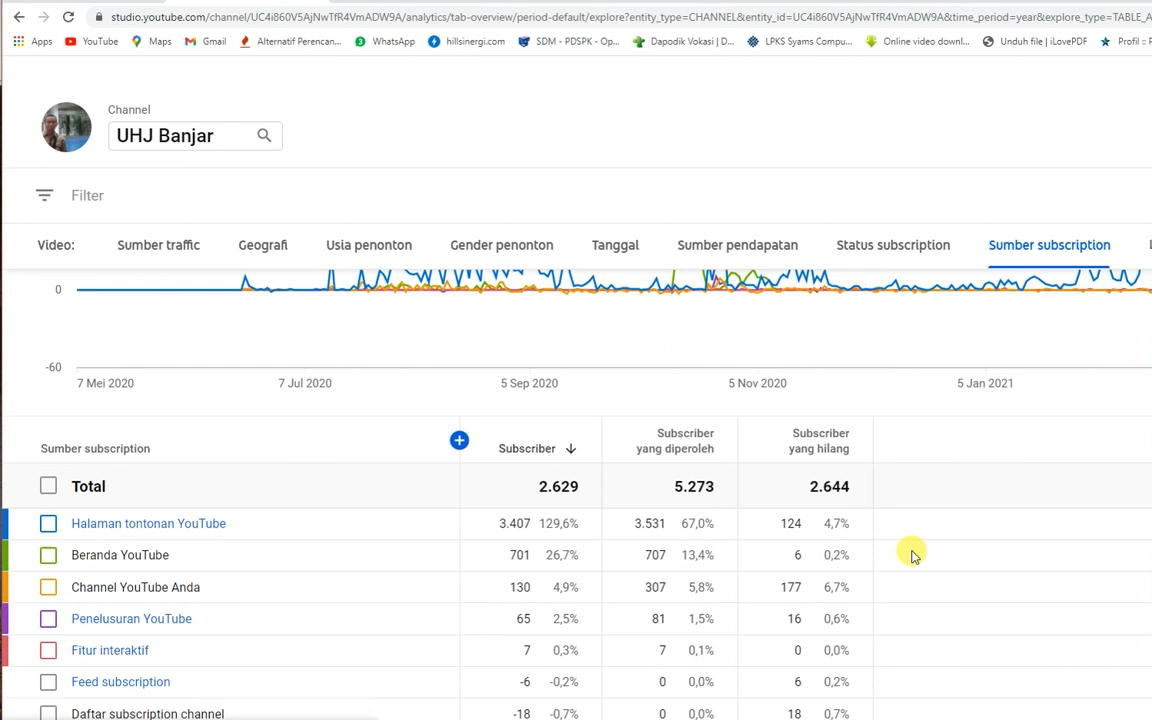 studio.youtube.com/channel/UC4i860V5AjNwTfR4VmADW9A/analytics/tab-overview/period-default/explore?entity_type=CHANNEL&entity_id=UC4i860V5AjNwTfR4VmADW9A&time_period=year&explore_type=TABLE_A
Apps YouTube Maps Gmail Alternatif Perencan... WhatsApp hillsinergi.com SDM - PDSPK - Op... Dapodik Vokasi | D... LPKS Syams Compu... Online video downl... Unduh file | iLovePDF Profil ::
Channel
UHJ Banjar
Filter
Video: Sumber traffic Geografi Usia penonton Gender penonton Tanggal Sumber pendapatan Status subscription Sumber subscription
0
-60
7 Mei 2020 7 Jul 2020 5 Sep 2020 5 Nov 2020 5 Jan 2021
Sumber subscription Subscriber Subscriber yang diperoleh Subscriber yang hilang
Total 2.629 5.273 2.644
Halaman tontonan YouTube 3.407 129,6% 3.531 67,0% 124 4,7%
Beranda YouTube 701 26,7% 707 13,4% 6 0,2%
Channel YouTube Anda 130 4,9% 307 5,8% 177 6,7%
Penelusuran YouTube 65 2,5% 81 1,5% 16 0,6%
Fitur interaktif 7 0,3% 7 0,1% 0 0,0%
Feed subscription -6 -0,2% 0 0,0% 6 0,2%
Daftar subscription channel -18 -0,7% 0 0,0% 18 0,7%